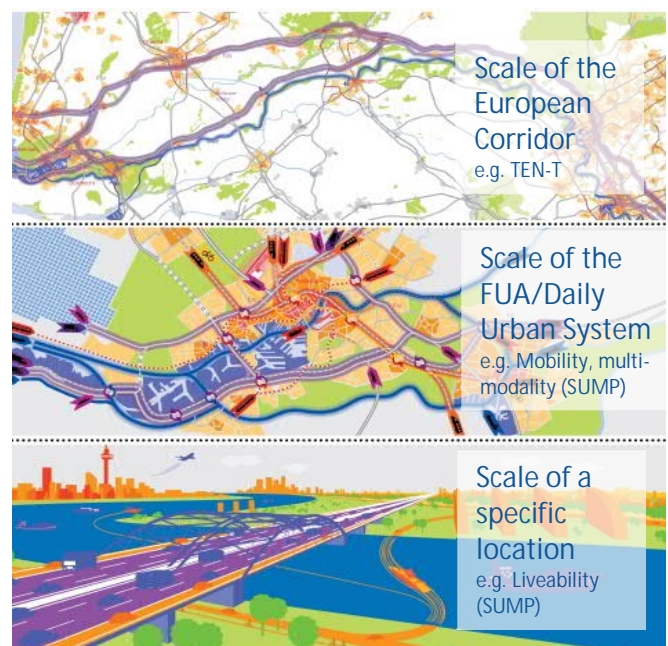 Scale of the
European
Corridor
e.g. TEN-T
Scale of the
FUA/Daily
Urban System
e.g. Mobility, multi-
modality (SUMP)
Scale of a
specific
location
e.g. Liveability
(SUMP)